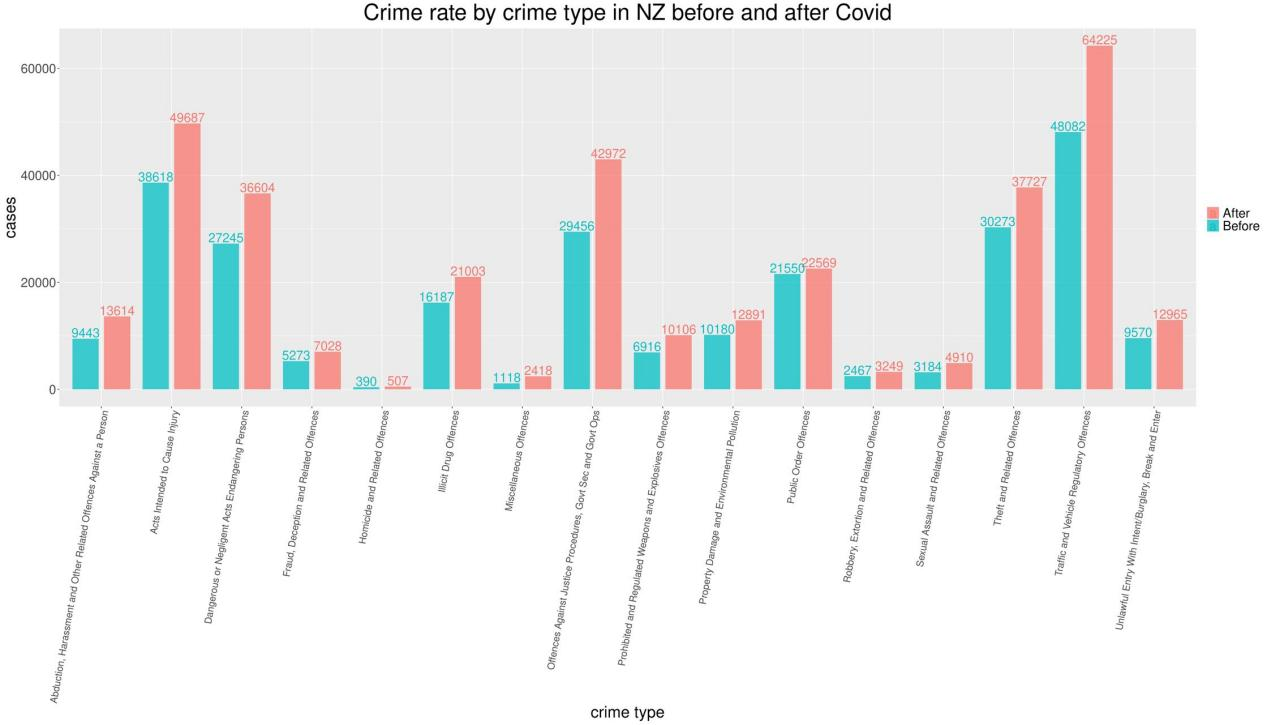 Crime rate by crime type in NZ before and after Covid
cases
60000
40000
20000
0
9443
13614
38618
49687
27245
36604
5273
7028
390
507
16187
21003
1118
2418
29456
42972
6916
10106
10180
12891
21550
22569
2467
3249
3184
4910
30273
37727
48082
64225
9570
12965
After
Before
Abduction, Harassment and Other Related Offences Against a Person
Acts Intended to Cause Injury
Dangerous or Negligent Acts Endangering Persons
Fraud, Deception and Related Offences
Homicide and Related Offences
Illicit Drug Offences
Miscellaneous Offences
Offences Against Justice Procedures, Govt Sec and Govt Ops
Prohibited and Regulated Weapons and Explosives Offences
Property Damage and Environmental Pollution
Public Order Offences
Robbery, Extortion and Related Offences
Sexual Assault and Related Offences
Theft and Related Offences
Traffic and Vehicle Regulatory Offences
Unlawful Entry With Intent/Burglary, Break and Enter
crime type